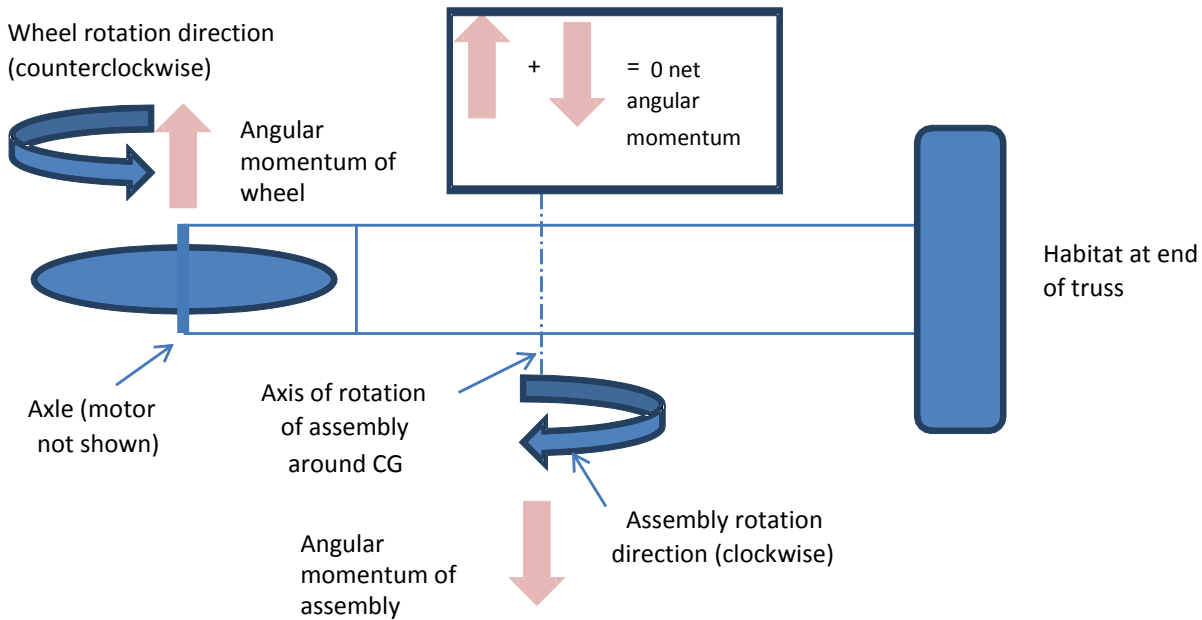 Wheel rotation direction
(counterclockwise)
Angular
momentum of
wheel
+
= 0 net
angular
momentum
Habitat at end
of truss
Axle (motor
not shown)
Axis of rotation
of assembly
around CG
Assembly rotation
direction (clockwise)
Angular
momentum of
assembly